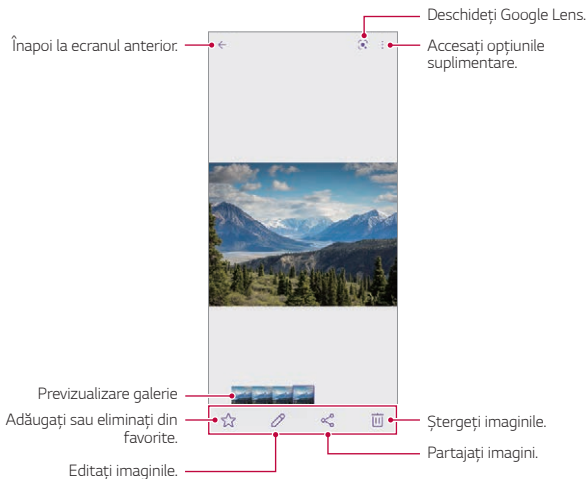 Deschideți Google Lens.
Înapoi la ecranul anterior.
Accesați opțiunile
suplimentare.
Previzualizare galerie
Adăugați sau eliminați din
favorite.
Ștergeți imaginile.
Partajați imagini.
Editați imaginile.